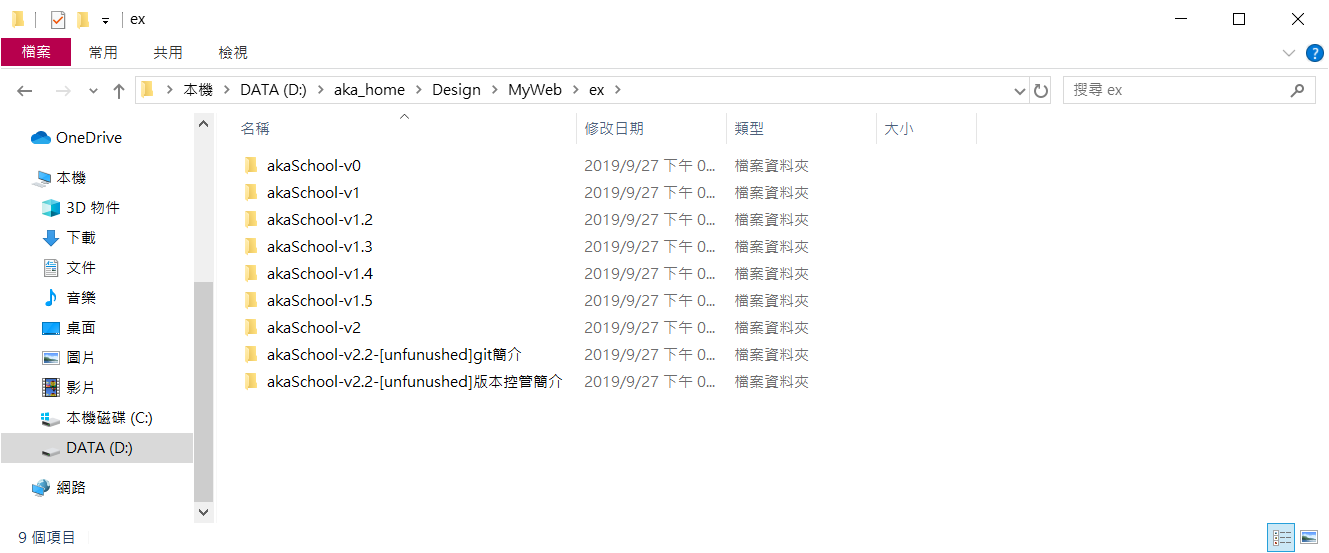 ex
檔案 常用 共用 檢視
本機 DATA (D:) aka_home Design MyWeb ex 搜尋 ex
名稱 修改日期 類型 大小
OneDrive
本機
3D 物件
下載
文件
音樂
桌面
圖片
影片
本機磁碟 (C:)
DATA (D:)
網路
akaSchool-v0 2019/9/27 下午 0... 檔案資料夾
akaSchool-v1 2019/9/27 下午 0... 檔案資料夾
akaSchool-v1.2 2019/9/27 下午 0... 檔案資料夾
akaSchool-v1.3 2019/9/27 下午 0... 檔案資料夾
akaSchool-v1.4 2019/9/27 下午 0... 檔案資料夾
akaSchool-v1.5 2019/9/27 下午 0... 檔案資料夾
akaSchool-v2 2019/9/27 下午 0... 檔案資料夾
akaSchool-v2.2-[unfunushed]git簡介 2019/9/27 下午 0... 檔案資料夾
akaSchool-v2.2-[unfunushed]版本控管簡介 2019/9/27 下午 0... 檔案資料夾
9 個項目